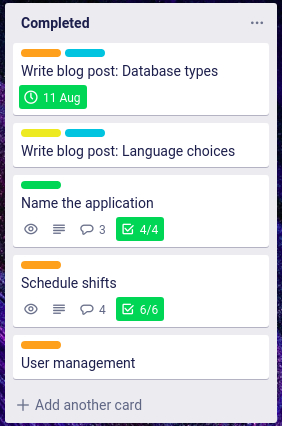 Completed
Write blog post: Database types
11 Aug
Write blog post: Language choices
Name the application
3 4/4
Schedule shifts
4 6/6
User management
Add another card